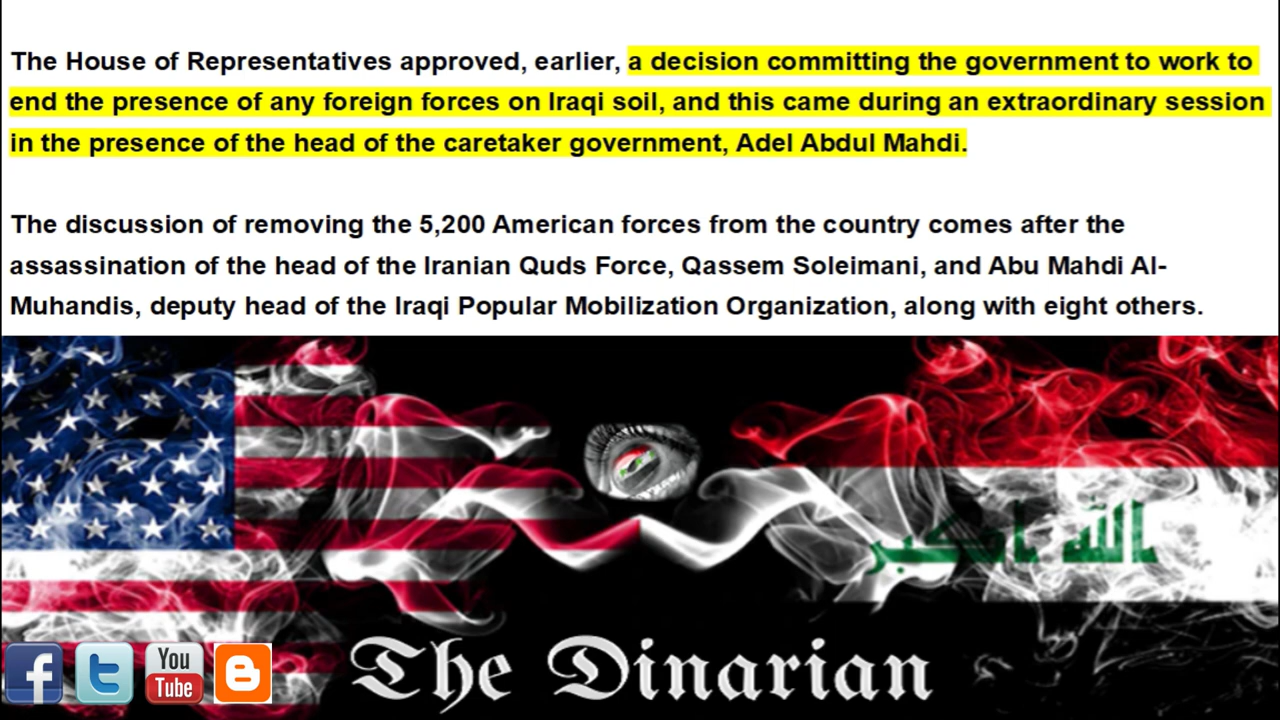 The House of Representatives approved, earlier, a decision committing the government to work to
end the presence of any foreign forces on Iraqi soil, and this came during an extraordinary session
in the presence of the head of the caretaker government, Adel Abdul Mahdi.
The discussion of removing the 5,200 American forces from the country comes after the
assassination of the head of the Iranian Quds Force, Qassem Soleimani, and Abu Mahdi Al-
Muhandis, deputy head of the Iraqi Popular Mobilization Organization, along with eight others.
الله اكبر
You
Tube
The Dinarian